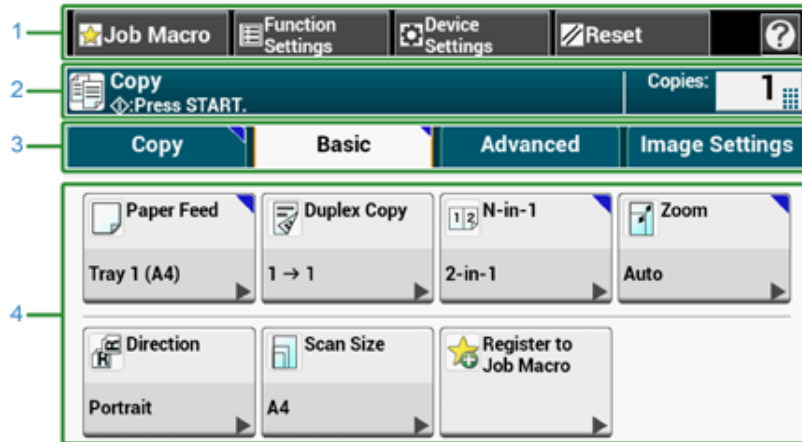 1
Job Macro
Function
Settings
Device
Settings
Reset
?
2
Copy
:Press START.
Copies:
1
3
Copy
Basic
Advanced
Image Settings
4
Paper Feed
Tray 1 (A4)
Duplex Copy
1 → 1
1 2
N-in-1
2-in-1
Zoom
Auto
R R
Direction
Portrait
Scan Size
A4
Register to
Job Macro